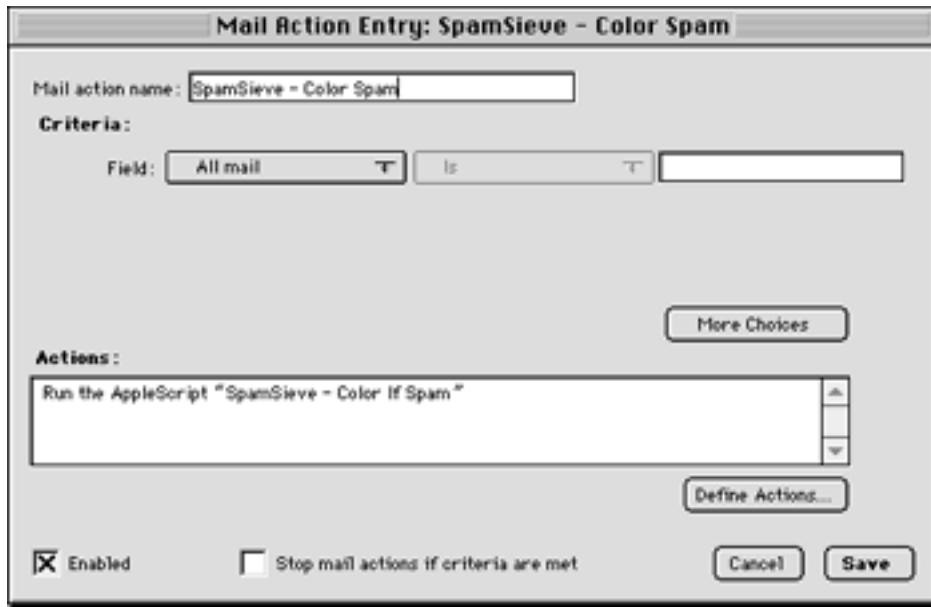 Mail Action Entry: SpamSieve - Color Spam
Mail action name: SpamSieve - Color Spam
Criteria:
Field: All mail Is
More Choices
Actions:
Run the AppleScript "SpamSieve - Color If Spam"
Define Actions...
Enabled Stop mail actions if criteria are met Cancel Save